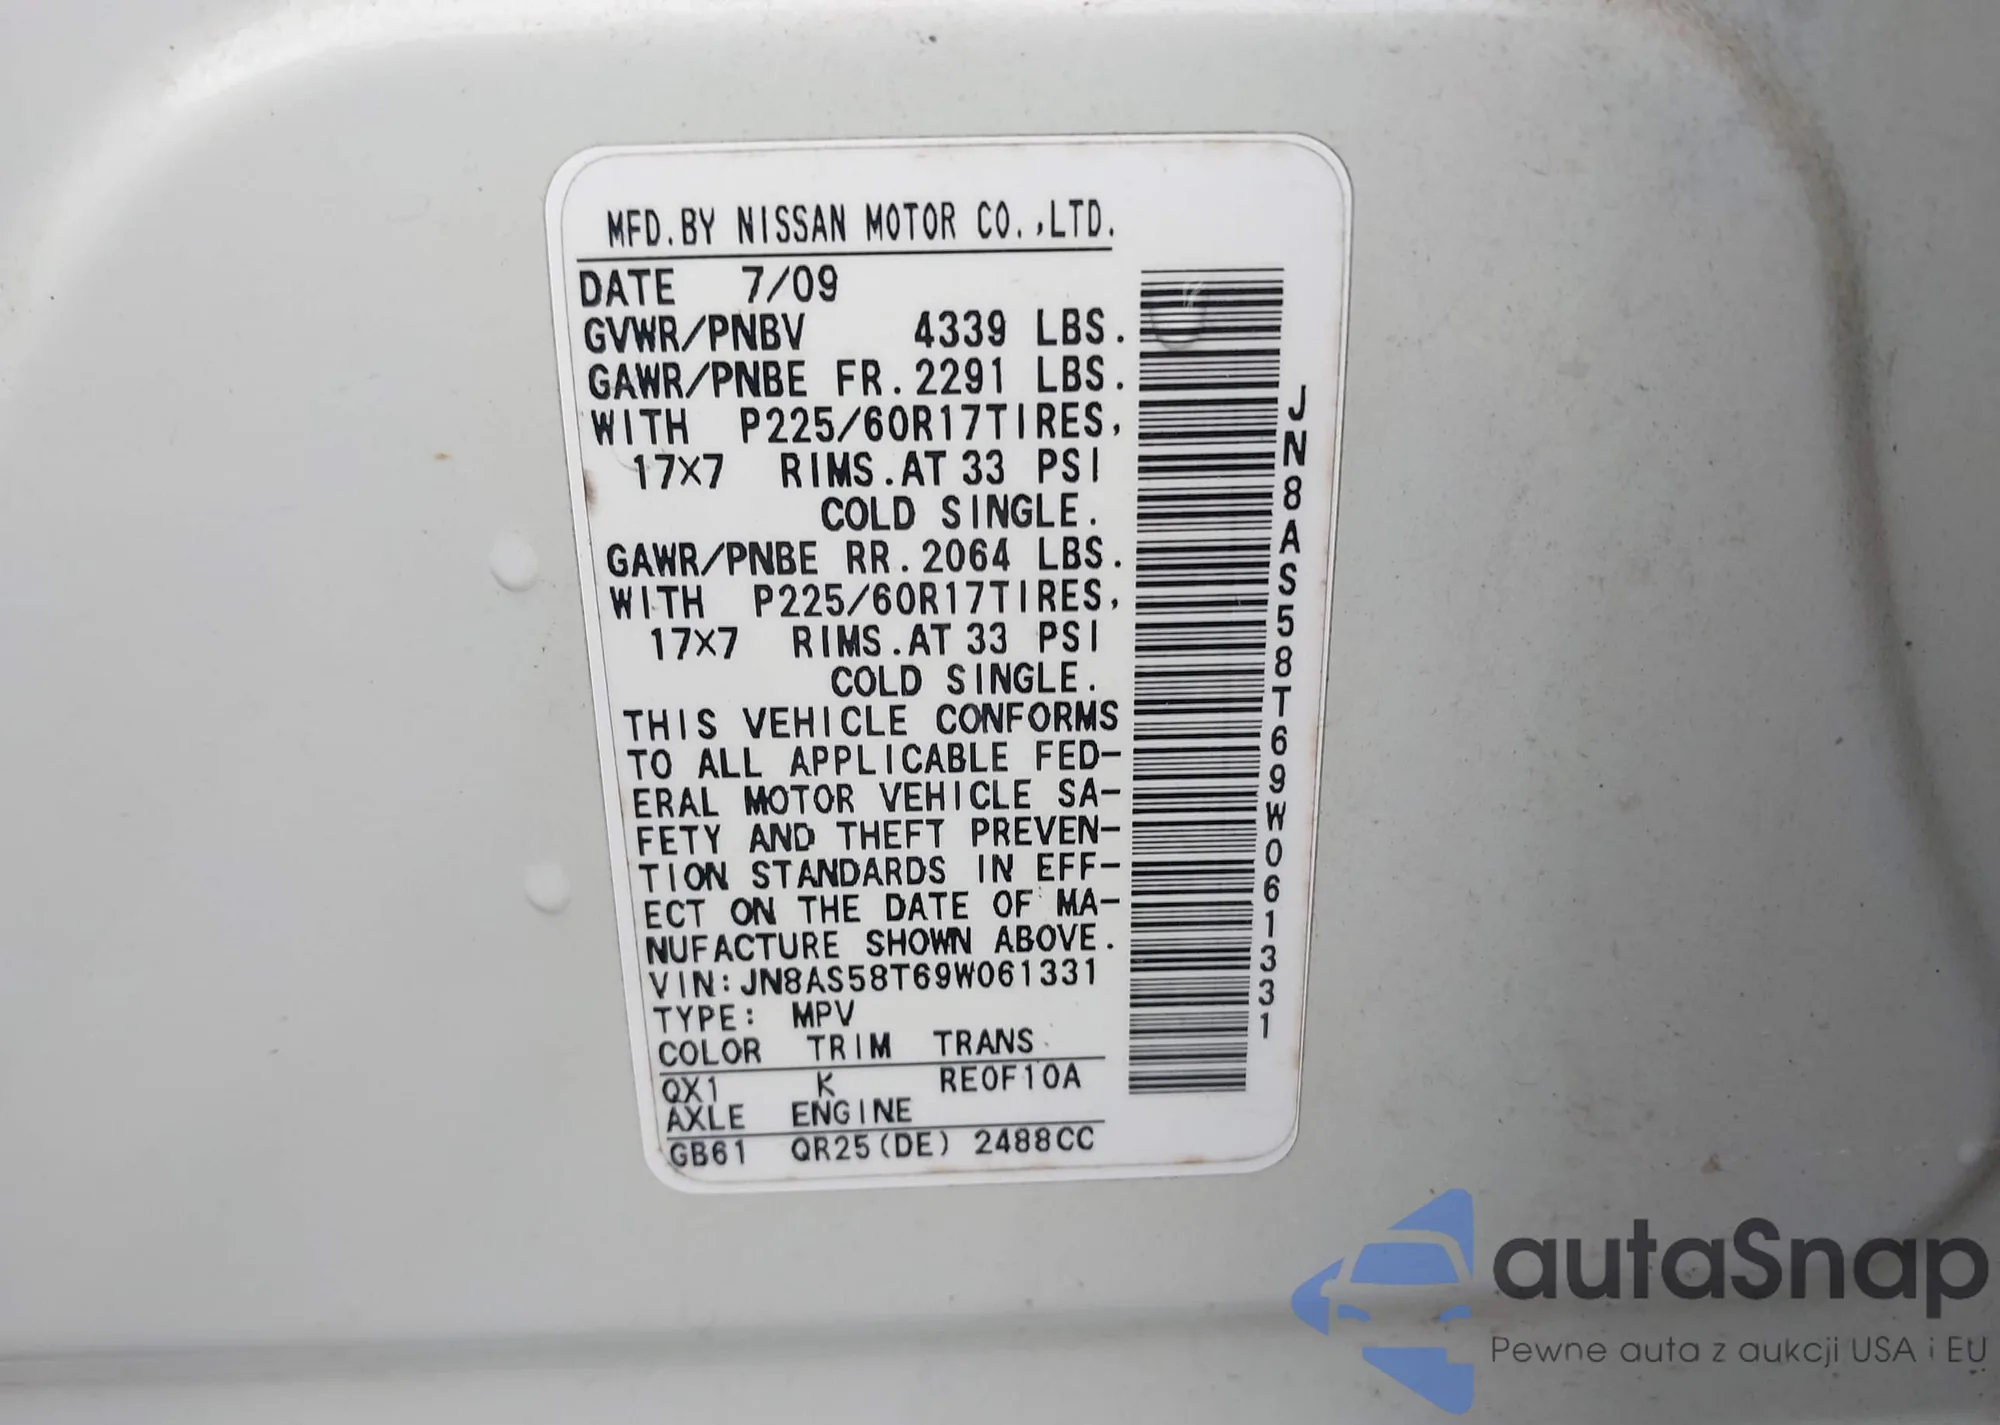 MFD.BY NISSAN MOTOR CO.,LTD.
DATE 7/09
GVWR/PNBV 4339 LBS.
GAWR/PNBE FR.2291 LBS.
WITH P225/60R17TIRES,
17X7 RIMS.AT 33 PSI
COLD SINGLE.
GAWR/PNBE RR.2064 LBS.
WITH P225/60R17TIRES,
17X7 RIMS.AT 33 PSI
COLD SINGLE.
THIS VEHICLE CONFORMS
TO ALL APPLICABLE FED-
ERAL MOTOR VEHICLE SA-
FETY AND THEFT PREVEN-
TION STANDARDS IN EFF-
ECT ON THE DATE OF MA-
NUFACTURE SHOWN ABOVE.
VIN:JN8AS58T69W061331
TYPE: MPV
COLOR TRIM TRANS
QX1 K RE0F10A
AXLE ENGINE
GB61 QR25(DE) 2488CC
JN8AS58T69W061331
autaSnap
Pewne auta z aukcji USA i EU